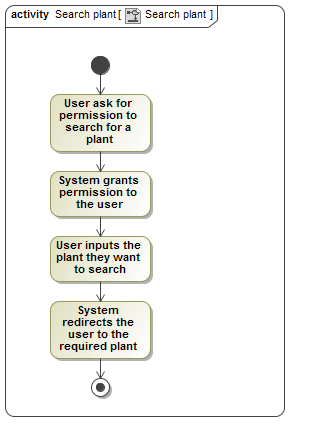 activity Search plant [ Search plant ]
User ask for
permission to
search for a
plant
System grants
permission to
the user
User inputs the
plant they want
to search
System
redirects the
user to the
required plant